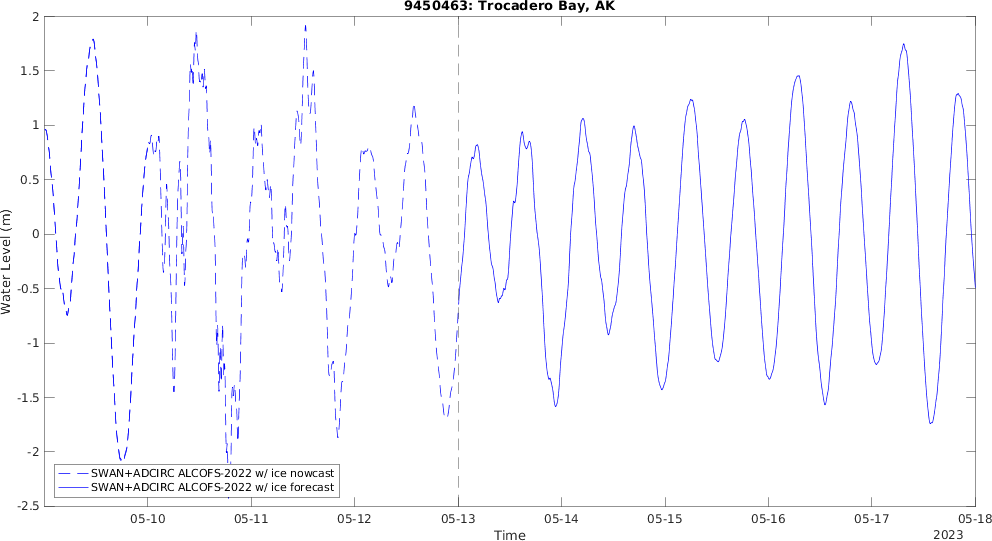 9450463: Trocadero Bay, AK
2
1.5
1
0.5
0
-0.5
-1
-1.5
-2
-2.5
Water Level (m)
SWAN+ADCIRC ALCOFS-2022 w/ ice nowcast
SWAN+ADCIRC ALCOFS-2022 w/ ice forecast
05-10 05-11 05-12 05-13 05-14 05-15 05-16 05-17 05-18
Time
2023